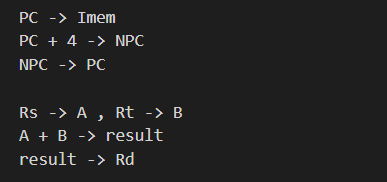 PC -> Imem
PC + 4 -> NPC
NPC -> PC
Rs -> A , Rt -> B
A + B -> result
result -> Rd